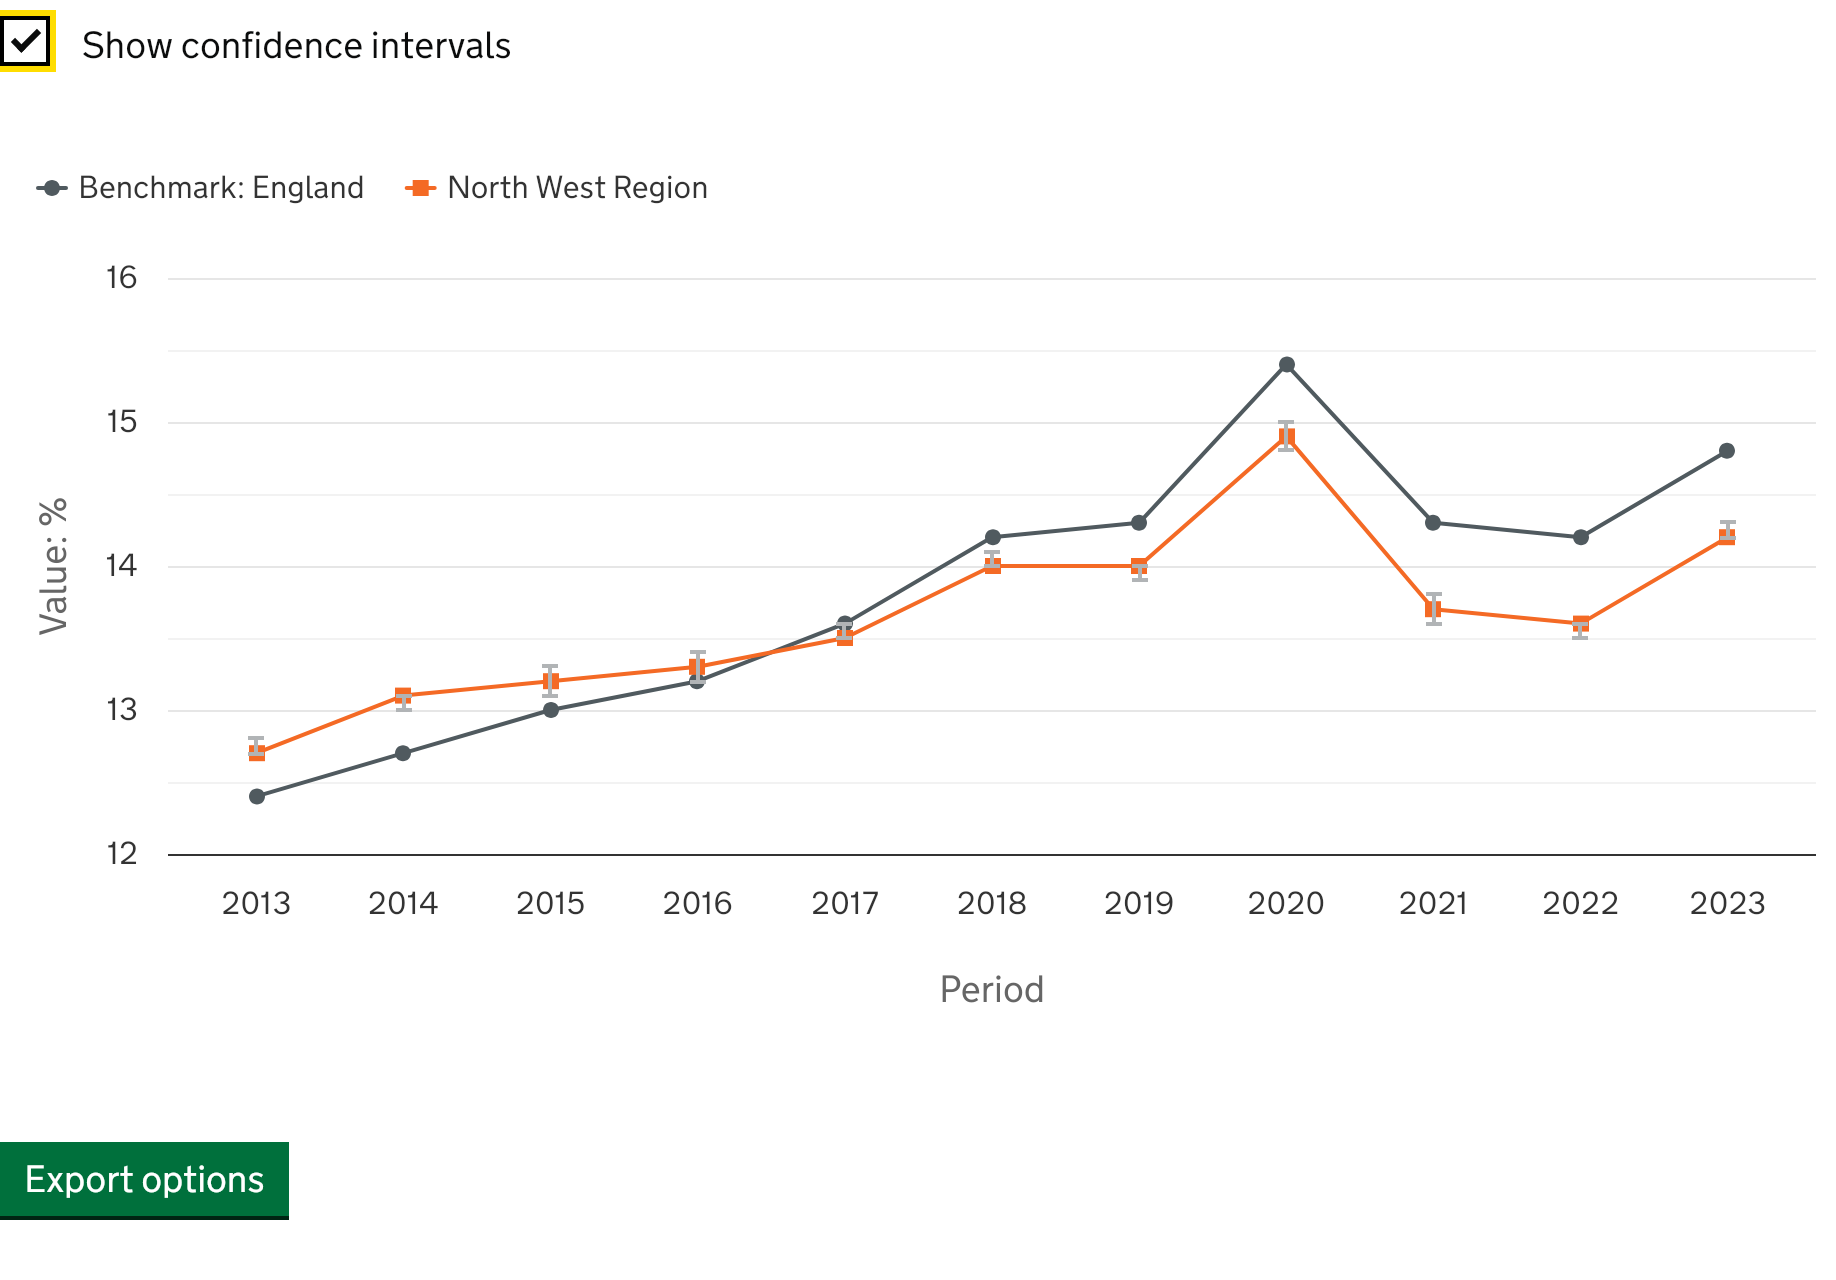 Show confidence intervals
Benchmark: England North West Region
16
15
14
13
12
Value: %
2013 2014 2015 2016 2017 2018 2019 2020 2021 2022 2023
Period
Export options